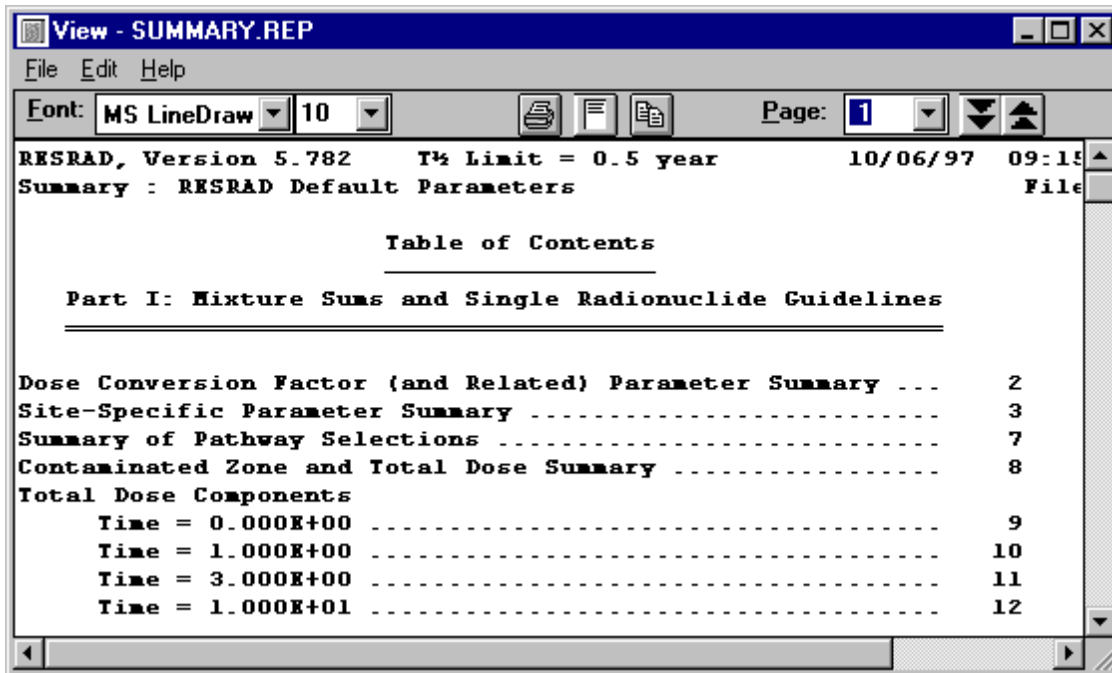 View - SUMMARY.REP
File Edit Help
Font: MS LineDraw 10 Page: 1
RESRAD, Version 5.782 T½ Limit = 0.5 year 10/06/97 09:15
Summary : RESRAD Default Parameters File
Table of Contents
Part I: Mixture Sums and Single Radionuclide Guidelines
Dose Conversion Factor (and Related) Parameter Summary ... 2
Site-Specific Parameter Summary .......................... 3
Summary of Pathway Selections ............................ 7
Contaminated Zone and Total Dose Summary ................. 8
Total Dose Components
Time = 0.000E+00 .................................... 9
Time = 1.000E+00 .................................... 10
Time = 3.000E+00 .................................... 11
Time = 1.000E+01 .................................... 12